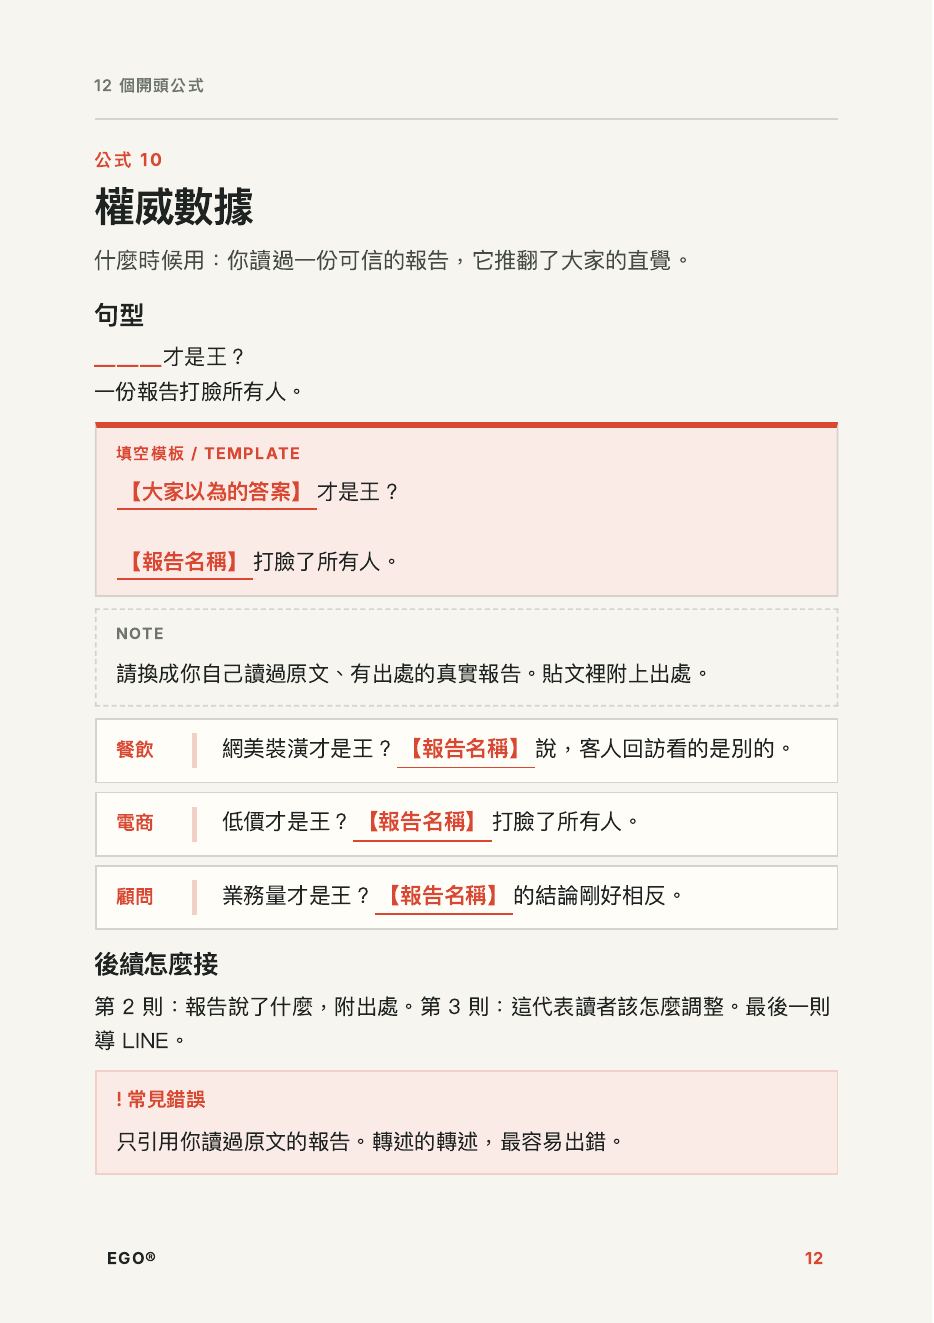 12 個開頭公式
公式 10
權威數據
什麼時候用：你讀過一份可信的報告，它推翻了大家的直覺。
句型
＿＿＿才是王？
一份報告打臉所有人。
填空模板 / TEMPLATE
【大家以為的答案】才是王？
【報告名稱】打臉了所有人。
NOTE
請換成你自己讀過原文、有出處的真實報告。貼文裡附上出處。
餐飲 網美裝潢才是王？【報告名稱】說，客人回訪看的是別的。
電商 低價才是王？【報告名稱】打臉了所有人。
顧問 業務量才是王？【報告名稱】的結論剛好相反。
後續怎麼接
第 2 則：報告說了什麼，附出處。第 3 則：這代表讀者該怎麼調整。最後一則
導 LINE。
! 常見錯誤
只引用你讀過原文的報告。轉述的轉述，最容易出錯。
EGO®
12